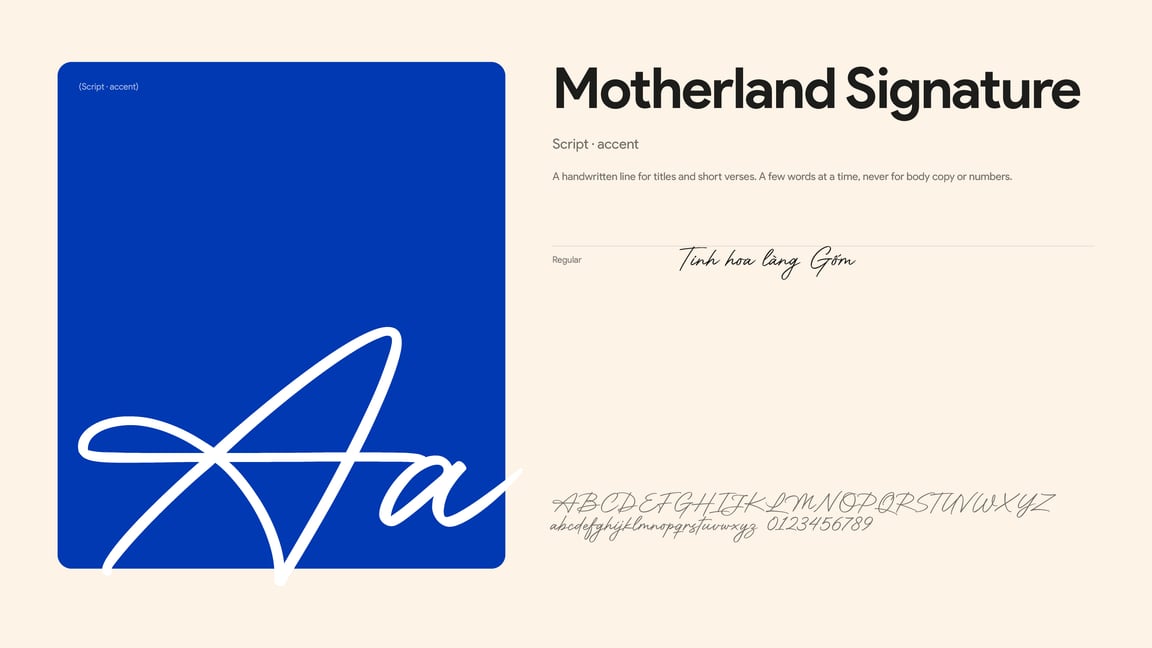 (Script · accent)
Aa
Motherland Signature
Script · accent
A handwritten line for titles and short verses. A few words at a time, never for body copy or numbers.
Regular
Tinh hoa làng Gốm
ABCDEFGHIJKLMNOPQRSTUVWXYZ
abcdefghijklmnopqrstuvwxyz 0123456789